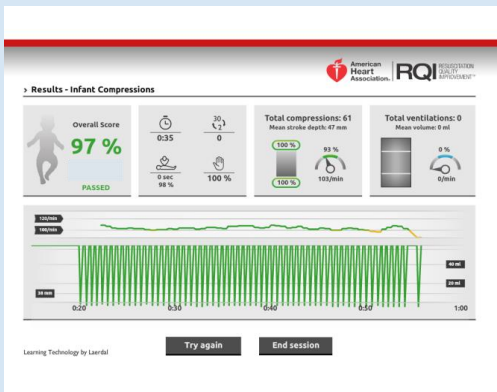 American
Heart
Association.
RQI RESUSCITATION
QUALITY
IMPROVEMENT
› Results - Infant Compressions
Overall Score
97 %
PASSED
0:35
30
2
0
0 sec
98 %
100 %
Total compressions: 61
Mean stroke depth: 47 mm
100 %
100 %
93 %
103/min
Total ventilations: 0
Mean volume: 0 ml
0 %
0/min
120/min
100/min
40 ml
20 ml
0:20
0:30
0:40
0:50
1:00
Learning Technology by Laerdal
Try again
End session